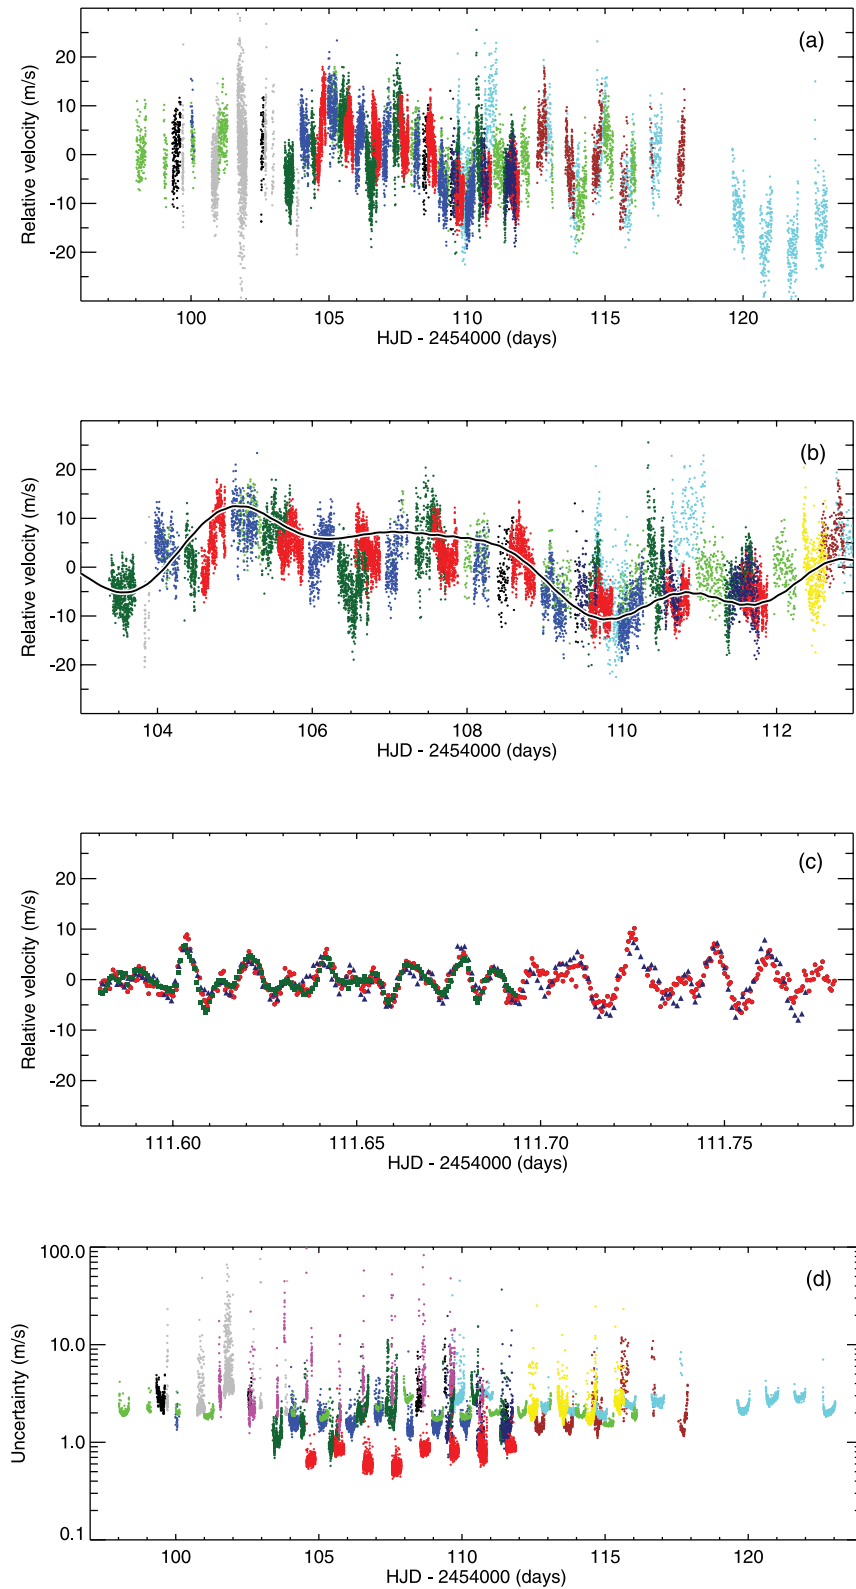 (a)
20
10
0
-10
-20
Relative velocity (m/s)
100 105 110 115 120
HJD - 2454000 (days)
(b)
20
10
0
-10
-20
Relative velocity (m/s)
104 106 108 110 112
HJD - 2454000 (days)
(c)
20
10
0
-10
-20
Relative velocity (m/s)
111.60 111.65 111.70 111.75
HJD - 2454000 (days)
(d)
100.0
10.0
1.0
0.1
Uncertainty (m/s)
100 105 110 115 120
HJD - 2454000 (days)